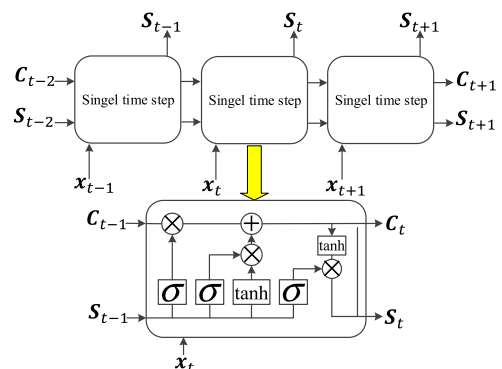 S_{t-1} S_t S_{t+1}
C_{t-2} Singel time step Singel time step Singel time step C_{t+1}
S_{t-2} S_{t+1}
x_{t-1} x_t x_{t+1}
C_{t-1} × + C_t
tanh
× ×
σ σ tanh σ
S_{t-1} S_t
x_t